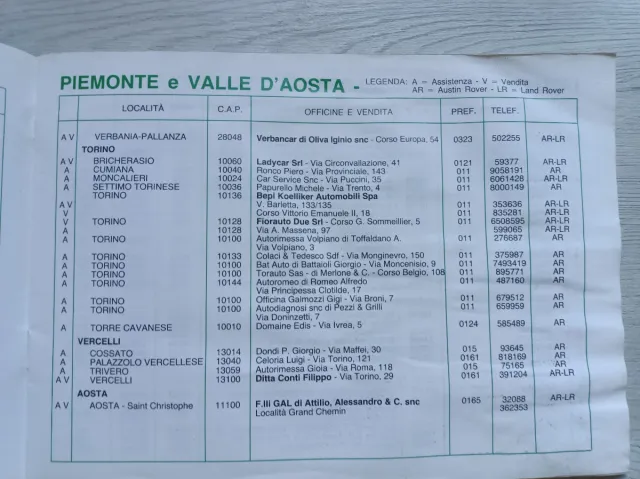 PIEMONTE e VALLE D'AOSTA - LEGENDA: A = Assistenza - V = Vendita
AR = Austin Rover - LR = Land Rover
LOCALITÀ C.A.P. OFFICINE E VENDITA PREF. TELEF.
A V VERBANIA-PALLANZA 28048 Verbancar di Oliva Iginio snc - Corso Europa, 54 0323 502255 AR-LR
TORINO
A V BRICHERASIO 10060 Ladycar Srl - Via Circonvallazione, 41 0121 59377 AR-LR
A CUMIANA 10040 Ronco Piero - Via Provinciale, 143 011 9058191 AR
A MONCALIERI 10024 Car Service Snc - Via Puccini, 35 011 6061428 AR-LR
A SETTIMO TORINESE 10036 Papurello Michele - Via Trento, 4 011 8000149 AR
TORINO 10136 Bepi Koelliker Automobili Spa
A V V. Barletta, 133/135 011 353636 AR-LR
V Corso Vittorio Emanuele II, 18 011 835281 AR-LR
V TORINO 10128 Fiorauto Due Srl - Corso G. Sommeiller, 5 011 6508595 AR-LR
A 10128 Via A. Massena, 97 599065 AR-LR
A TORINO 10100 Autorimessa Volpiano di Toffaldano A. 011 276687 AR
Via Volpiano, 3
A TORINO 10133 Colaci & Tedesco Sdf - Via Monginevro, 150 011 375987 AR
A TORINO 10100 Bat Auto di Battaioli Giorgio - Via Moncenisio, 9 011 7493419 AR
A TORINO 10100 Torauto Sas - di Merlone & C. - Corso Belgio, 108 011 895771 AR
A TORINO 10144 Autoromeo di Romeo Alfredo 011 487160 AR
Via Principessa Clotilde, 17
A TORINO 10100 Officina Galmozzi Gigi - Via Broni, 7 011 679512 AR
A TORINO 10100 Autodiagnosi snc di Pezzi & Grilli 011 659959 AR
Via Doninzetti, 7
A TORRE CAVANESE 10010 Domaine Edis - Via Ivrea, 5 0124 585489 AR
VERCELLI
A COSSATO 13014 Dondi P. Giorgio - Via Maffei, 30 015 93645 AR
A PALAZZOLO VERCELLESE 13040 Celoria Luigi - Via Torino, 121 0161 818169 AR
A TRIVERO 13059 Autorimessa Gioia - Via Roma, 118 015 75165 AR
A V VERCELLI 13100 Ditta Conti Filippo - Via Torino, 29 0161 391204 AR-LR
AOSTA
A V AOSTA - Saint Christophe 11100 F.lli GAL di Attilio, Alessandro & C. snc 0165 32088 AR-LR
Località Grand Chemin 362353